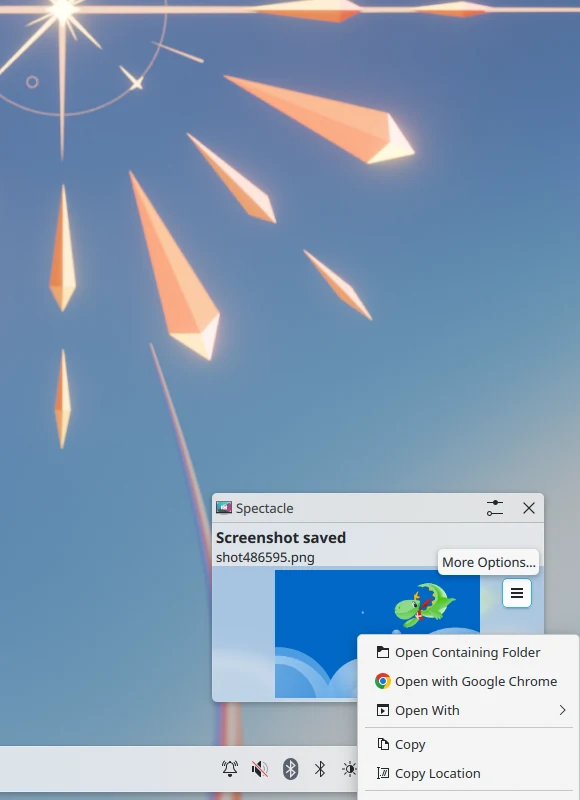 Spectacle
Screenshot saved
shot486595.png
More Options...
Open Containing Folder
Open with Google Chrome
Open With
Copy
Copy Location